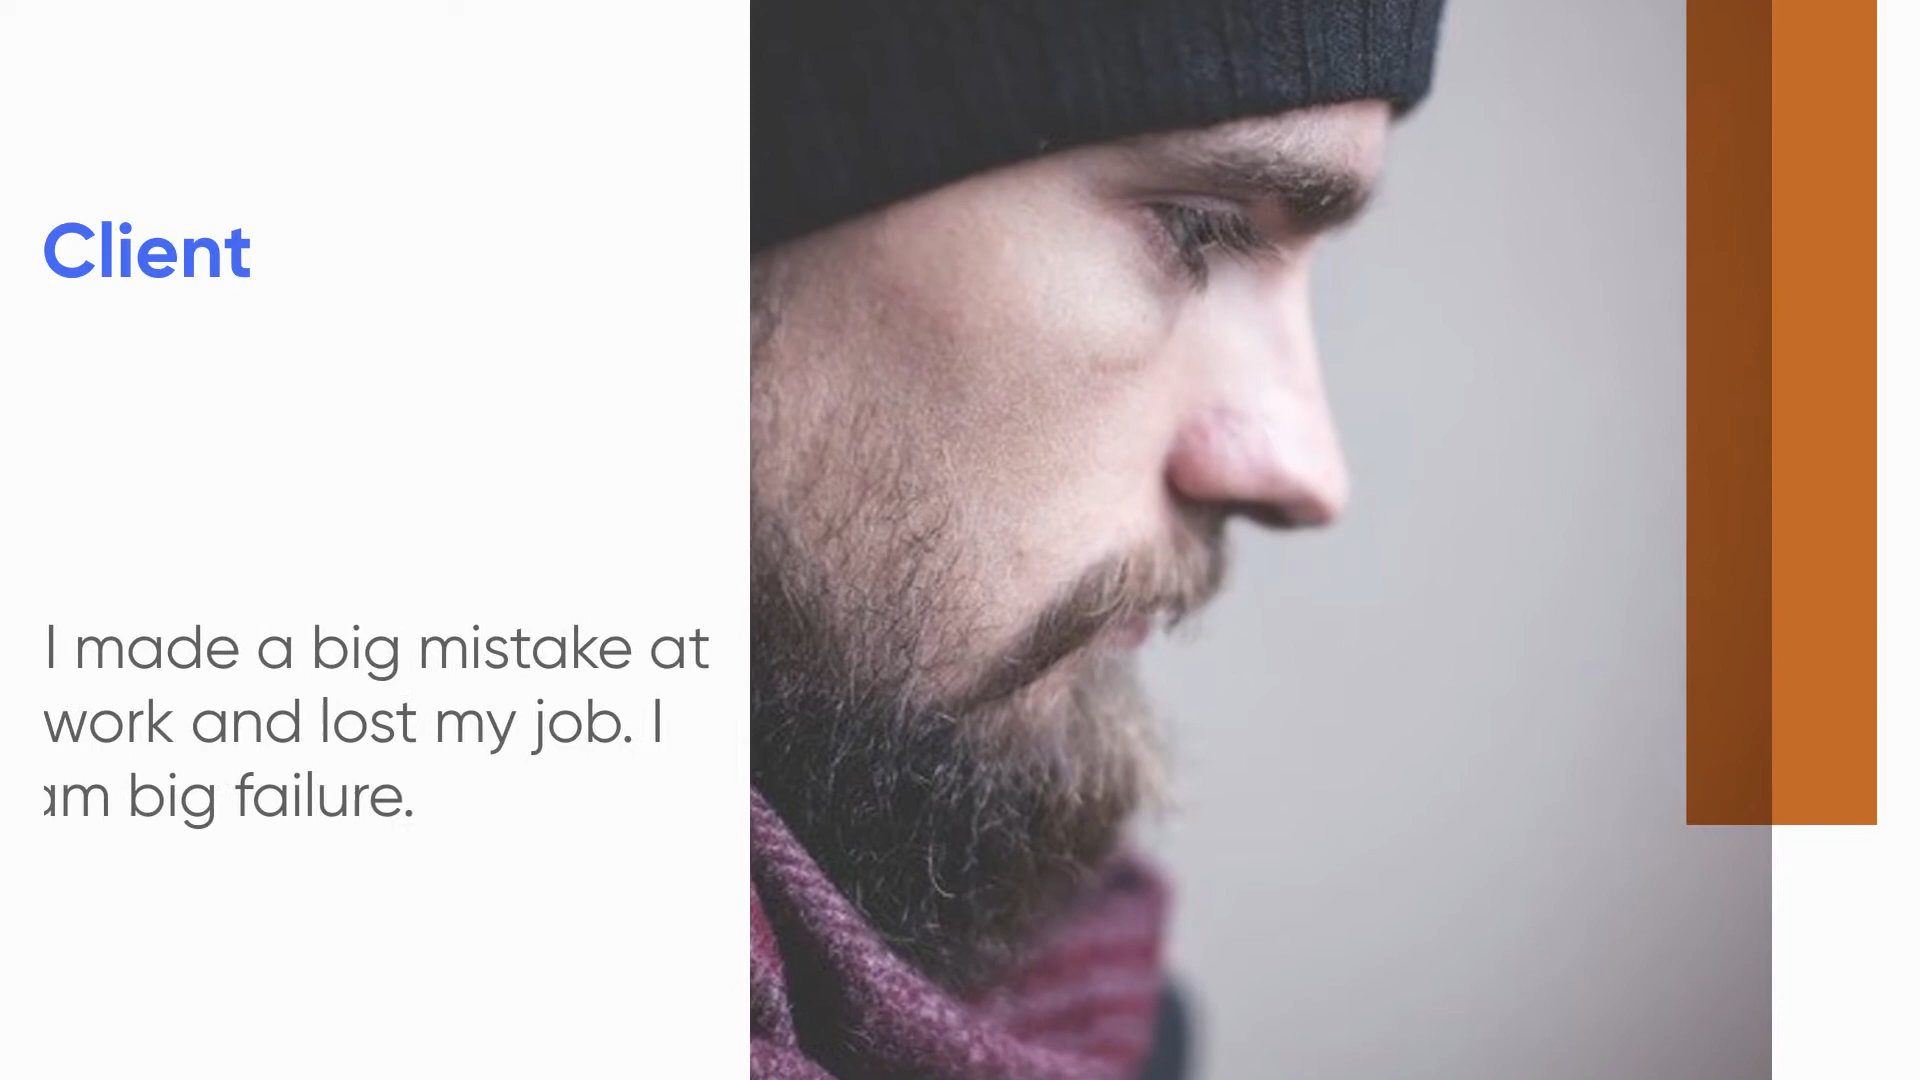 Client
I made a big mistake at
work and lost my job. I
am big failure.